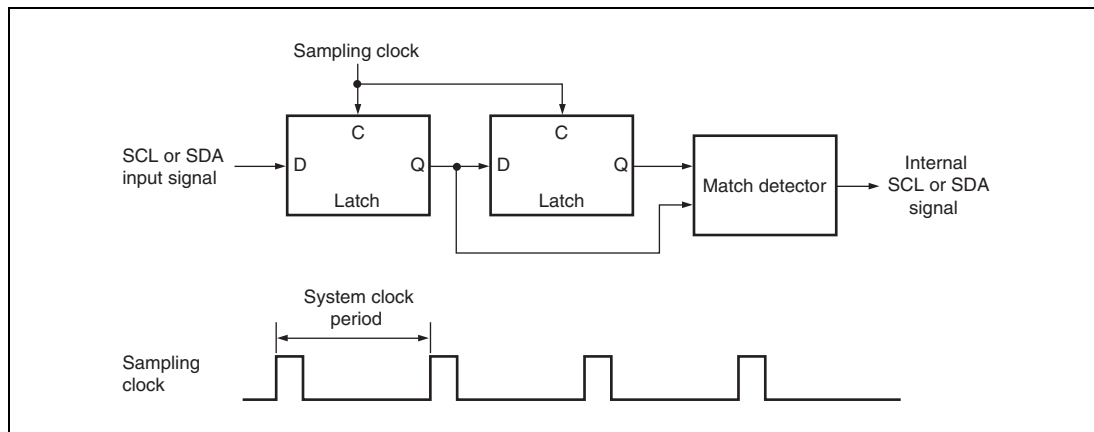 Sampling clock
SCL or SDA
input signal
C
D
Q
Latch
C
D
Q
Latch
Match detector
Internal
SCL or SDA
signal
System clock
period
Sampling
clock